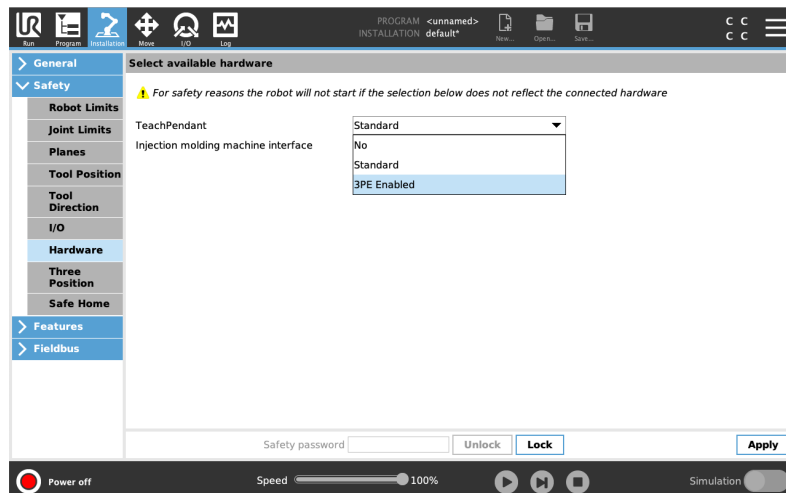 UR
PROGRAM <unnamed>
INSTALLATION default*
Run Program Installation Move I/O Log New... Open... Save...
C C
C C
General
Safety
Robot Limits
Joint Limits
Planes
Tool Position
Tool
Direction
I/O
Hardware
Three
Position
Safe Home
Features
Fieldbus
Select available hardware
For safety reasons the robot will not start if the selection below does not reflect the connected hardware
TeachPendant Standard
Injection molding machine interface No
Standard
3PE Enabled
Safety password Unlock Lock Apply
Power off Speed 100% Simulation